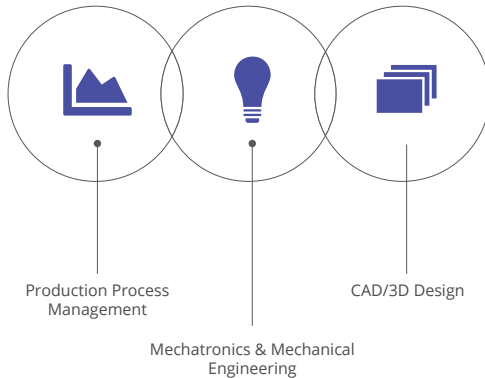 Production Process
Management
CAD/3D Design
Mechatronics & Mechanical
Engineering